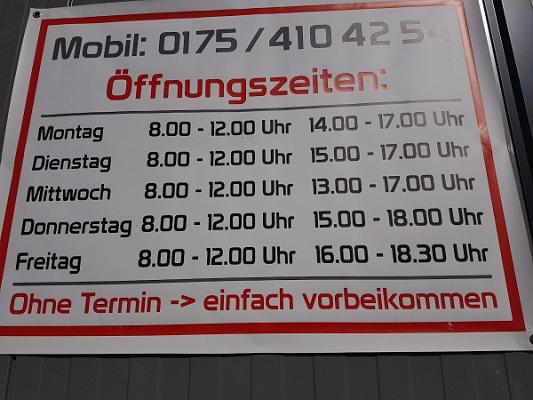 Mobil: 0175 / 410 42 54
Öffnungszeiten:
Montag 8.00 - 12.00 Uhr 14.00 - 17.00 Uhr
Dienstag 8.00 - 12.00 Uhr 15.00 - 17.00 Uhr
Mittwoch 8.00 - 12.00 Uhr 13.00 - 17.00 Uhr
Donnerstag 8.00 - 12.00 Uhr 15.00 - 18.00 Uhr
Freitag 8.00 - 12.00 Uhr 16.00 - 18.30 Uhr
Ohne Termin -> einfach vorbeikommen